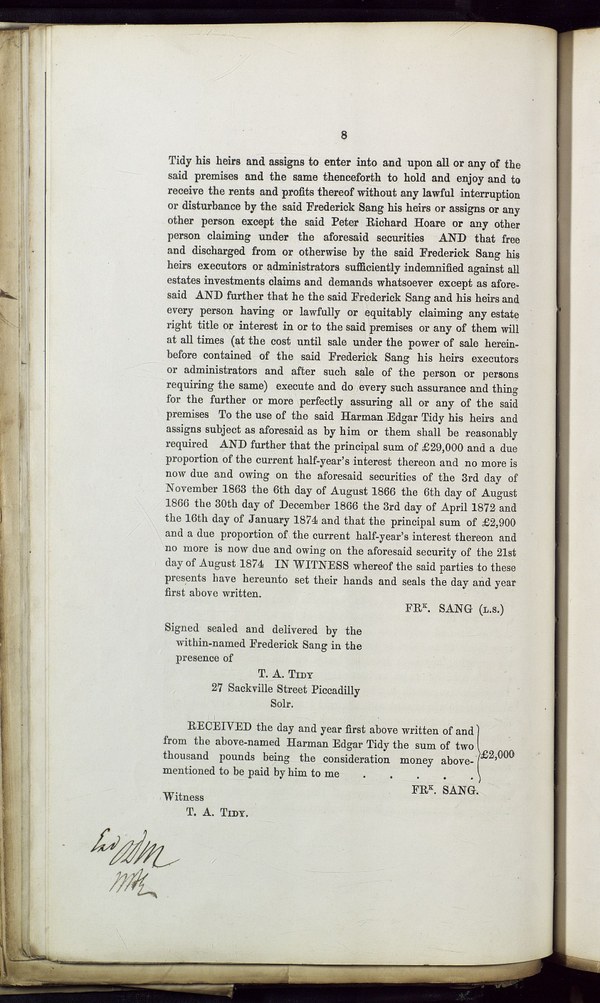 8
Tidy his heirs and assigns to enter into and upon all or any of the
said premises and the same thenceforth to hold and enjoy and to
receive the rents and profits thereof without any lawful interruption
or disturbance by the said Frederick Sang his heirs or assigns or any
other person except the said Peter Richard Hoare or any other
person claiming under the aforesaid securities AND that free
and discharged from or otherwise by the said Frederick Sang his
heirs executors or administrators sufficiently indemnified against all
estates investments claims and demands whatsoever except as afore-
said AND further that he the said Frederick Sang and his heirs and
every person having or lawfully or equitably claiming any estate
right title or interest in or to the said premises or any of them will
at all times (at the cost until sale under the power of sale herein-
before contained of the said Frederick Sang his heirs executors
or administrators and after such sale of the person or persons
requiring the same) execute and do every such assurance and thing
for the further or more perfectly assuring all or any of the said
premises To the use of the said Harman Edgar Tidy his heirs and
assigns subject as aforesaid as by him or them shall be reasonably
required AND further that the principal sum of £29,000 and a due
proportion of the current half-year's interest thereon and no more is
now due and owing on the aforesaid securities of the 3rd day of
November 1863 the 6th day of August 1866 the 6th day of August
1866 the 30th day of December 1866 the 3rd day of April 1872 and
the 16th day of January 1874 and that the principal sum of £2,900
and a due proportion of the current half-year's interest thereon and
no more is now due and owing on the aforesaid security of the 21st
day of August 1874 IN WITNESS whereof the said parties to these
presents have hereunto set their hands and seals the day and year
first above written.
FRK. SANG (L.S.)
Signed sealed and delivered by the
within-named Frederick Sang in the
presence of
T. A. TIDY
27 Sackville Street Piccadilly
Solr.
RECEIVED the day and year first above written of and
from the above-named Harman Edgar Tidy the sum of two
thousand pounds being the consideration money above-
mentioned to be paid by him to me . . . . .
£2,000
FRK. SANG.
Witness
T. A. TIDY.